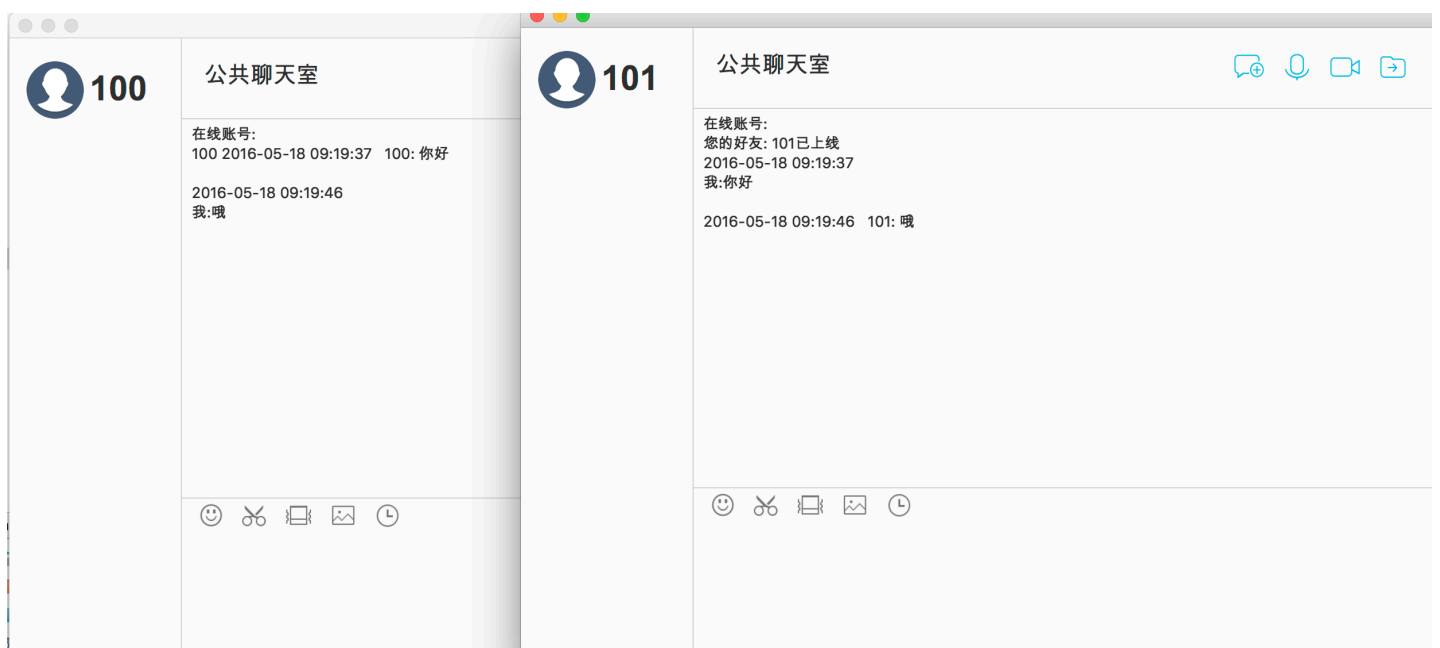 100
公共聊天室
在线账号:
100 2016-05-18 09:19:37 100: 你好
2016-05-18 09:19:46
我:哦
101
公共聊天室
在线账号:
您的好友: 101已上线
2016-05-18 09:19:37
我:你好
2016-05-18 09:19:46 101: 哦